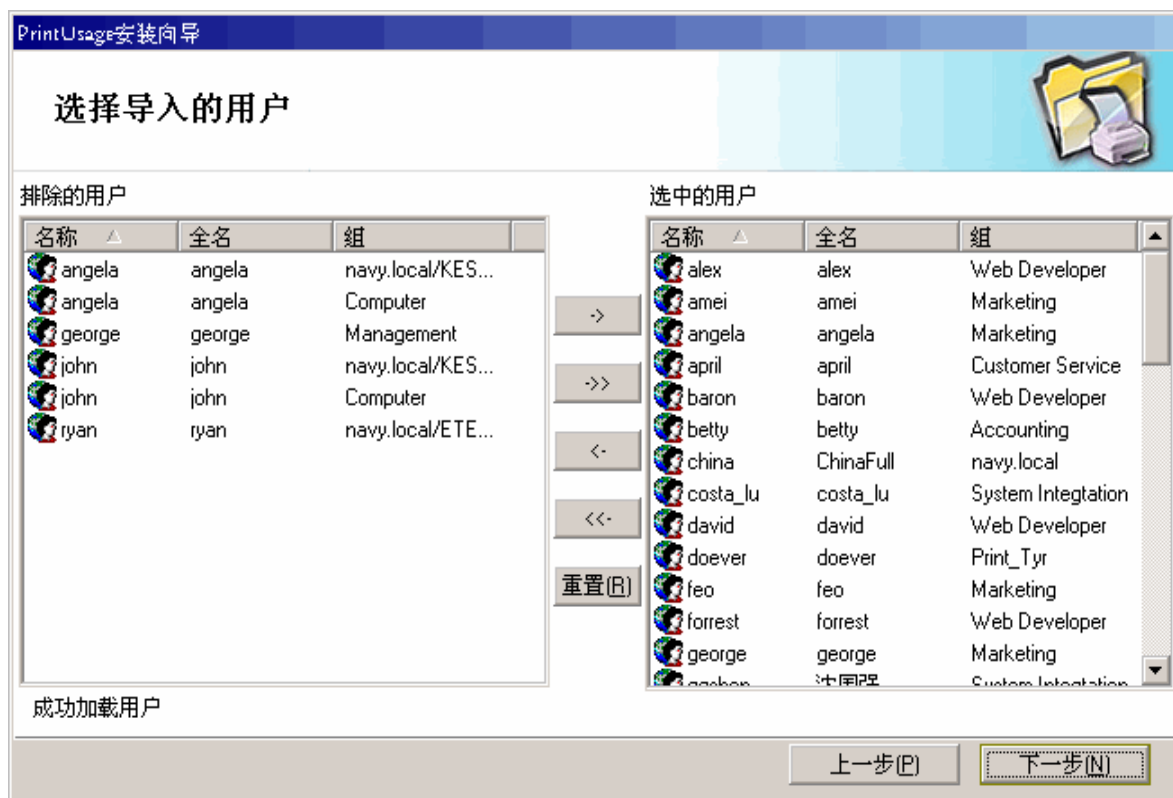 PrintUsage安装向导
选择导入的用户
排除的用户
名称 全名 组
angela angela navy.local/KES...
angela angela Computer
george george Management
john john navy.local/KES...
john john Computer
ryan ryan navy.local/ETE...
->
->>
<-
<<-
重置(R)
选中的用户
名称 全名 组
alex alex Web Developer
amei amei Marketing
angela angela Marketing
april april Customer Service
baron baron Web Developer
betty betty Accounting
china ChinaFull navy.local
costa_lu costa_lu System Integtation
david david Web Developer
doever doever Print_Tyr
feo feo Marketing
forrest forrest Web Developer
george george Marketing
System Integtation
成功加载用户
上一步(P) 下一步(N)